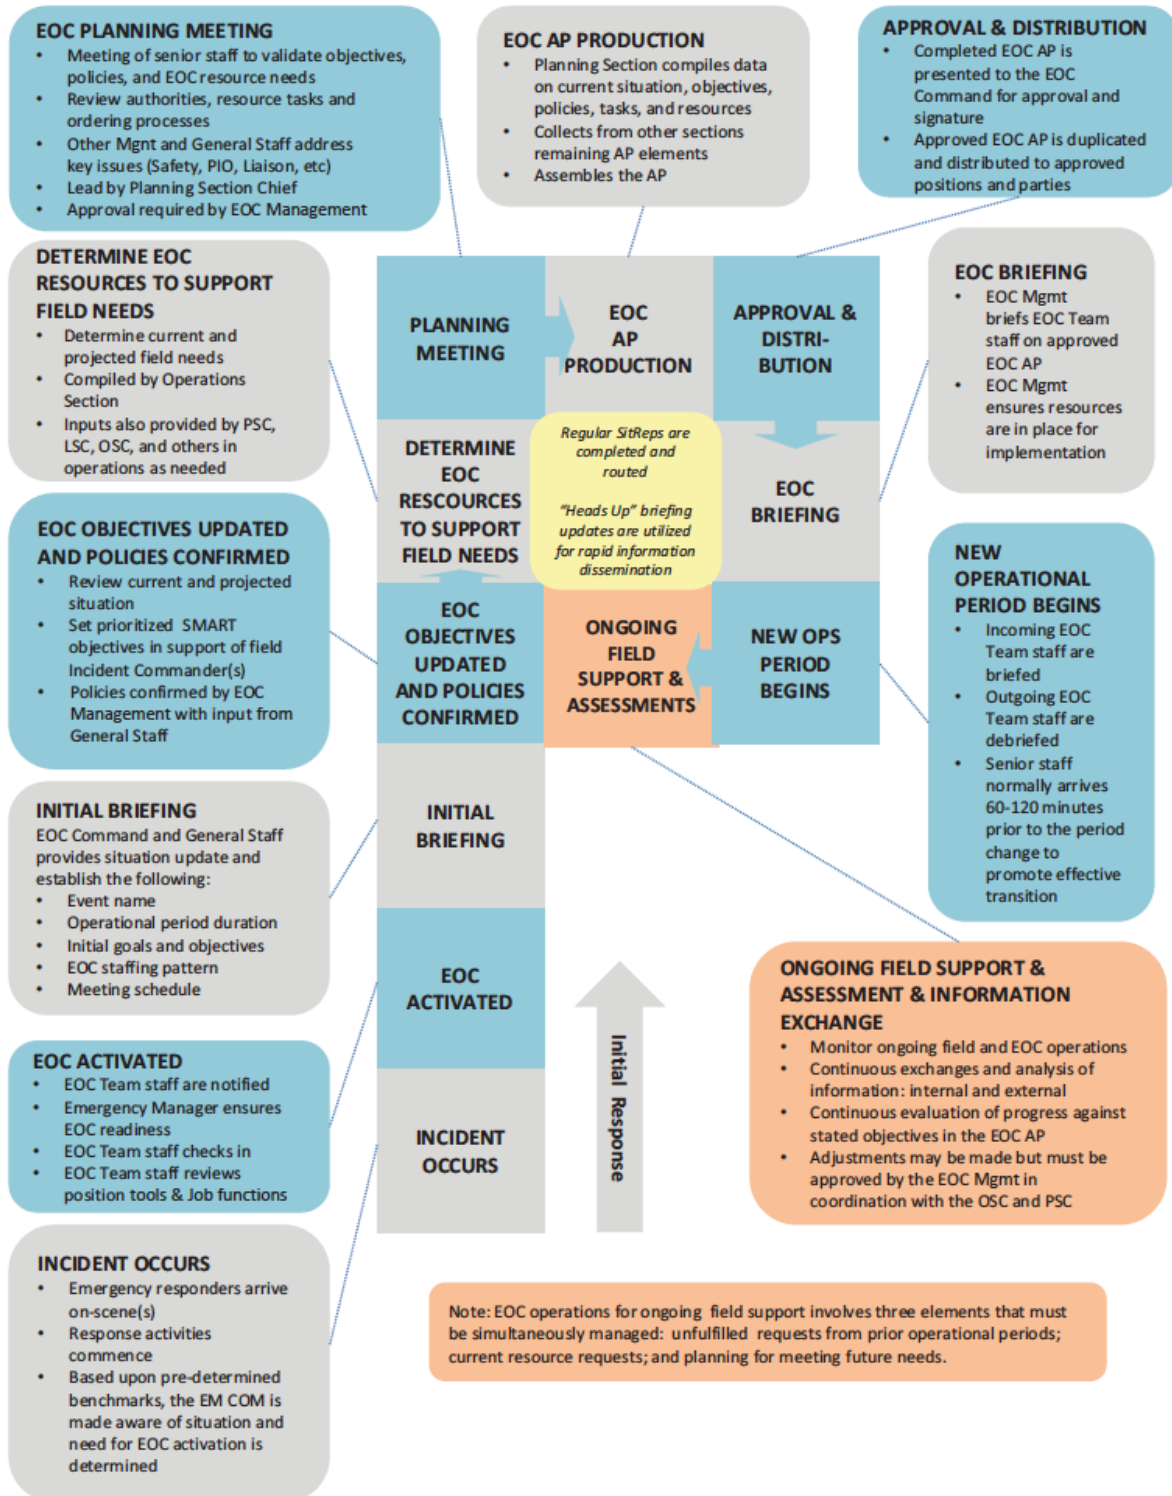 EOC PLANNING MEETING
• Meeting of senior staff to validate objectives,
policies, and EOC resource needs
• Review authorities, resource tasks and
ordering processes
• Other Mgnt and General Staff address
key issues (Safety, PIO, Liaison, etc)
• Lead by Planning Section Chief
• Approval required by EOC Management
EOC AP PRODUCTION
• Planning Section compiles data
on current situation, objectives,
policies, tasks, and resources
• Collects from other sections
remaining AP elements
• Assembles the AP
APPROVAL & DISTRIBUTION
• Completed EOC AP is
presented to the EOC
Command for approval and
signature
• Approved EOC AP is duplicated
and distributed to approved
positions and parties
DETERMINE EOC
RESOURCES TO SUPPORT
FIELD NEEDS
• Determine current and
projected field needs
• Compiled by Operations
Section
• Inputs also provided by PSC,
LSC, OSC, and others in
operations as needed
PLANNING
MEETING
EOC
AP
PRODUCTION
APPROVAL &
DISTRI-
BUTION
EOC BRIEFING
• EOC Mgmt
briefs EOC Team
staff on approved
EOC AP
• EOC Mgmt
ensures resources
are in place for
implementation
DETERMINE
EOC
RESCOURCES
TO SUPPORT
FIELD NEEDS
Regular SitReps are
completed and
routed
“Heads Up” briefing
updates are utilized
for rapid information
dissemination
EOC
BRIEFING
EOC OBJECTIVES UPDATED
AND POLICIES CONFIRMED
• Review current and projected
situation
• Set prioritized SMART
objectives in support of field
Incident Commander(s)
• Policies confirmed by EOC
Management with input from
General Staff
EOC
OBJECTIVES
UPDATED
AND POLICIES
CONFIRMED
ONGOING
FIELD
SUPPORT &
ASSESSMENTS
NEW OPS
PERIOD
BEGINS
NEW
OPERATIONAL
PERIOD BEGINS
• Incoming EOC
Team staff are
briefed
• Outgoing EOC
Team staff are
debriefed
• Senior staff
normally arrives
60-120 minutes
prior to the period
change to
promote effective
transition
INITIAL BRIEFING
EOC Command and General Staff
provides situation update and
establish the following:
• Event name
• Operational period duration
• Initial goals and objectives
• EOC staffing pattern
• Meeting schedule
INITIAL
BRIEFING
EOC
ACTIVATED
ONGOING FIELD SUPPORT &
ASSESSMENT & INFORMATION
EXCHANGE
• Monitor ongoing field and EOC operations
• Continuous exchanges and analysis of
information: internal and external
• Continuous evaluation of progress against
stated objectives in the EOC AP
• Adjustments may be made but must be
approved by the EOC Mgmt in
coordination with the OSC and PSC
EOC ACTIVATED
• EOC Team staff are notified
• Emergency Manager ensures
EOC readiness
• EOC Team staff checks in
• EOC Team staff reviews
position tools & Job functions
INCIDENT
OCCURS
Initial Response
INCIDENT OCCURS
• Emergency responders arrive
on-scene(s)
• Response activities
commence
• Based upon pre-determined
benchmarks, the EM COM is
made aware of situation and
need for EOC activation is
determined
Note: EOC operations for ongoing field support involves three elements that must
be simultaneously managed: unfulfilled requests from prior operational periods;
current resource requests; and planning for meeting future needs.